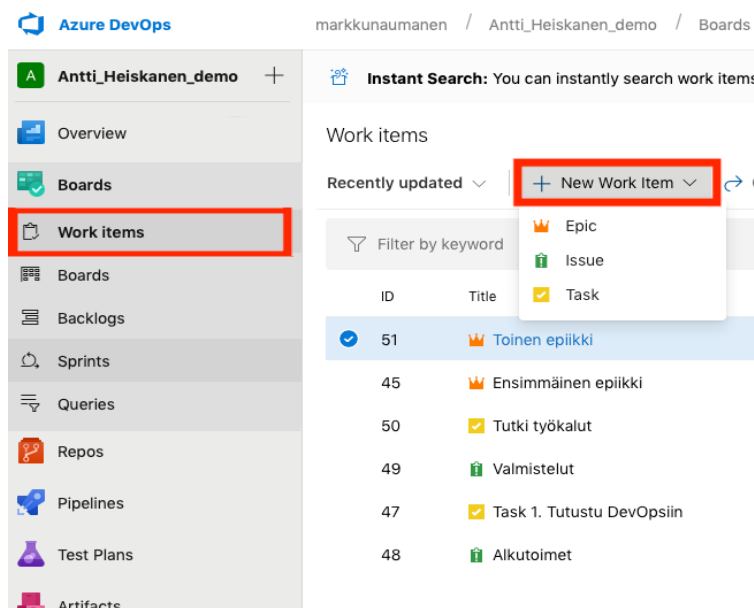 Azure DevOps
markkunaumanen / Antti_Heiskanen_demo / Boards
A Antti_Heiskanen_demo +
Instant Search: You can instantly search work items
Overview
Boards
Work items
Boards
Backlogs
Sprints
Queries
Repos
Pipelines
Test Plans
Artifacts
Work items
Recently updated
+ New Work Item
Epic
Issue
Task
Filter by keyword
ID Title
51 Toinen epiikki
45 Ensimmäinen epiikki
50 Tutki työkalut
49 Valmistelut
47 Task 1. Tutustu DevOpsiin
48 Alkutoimet